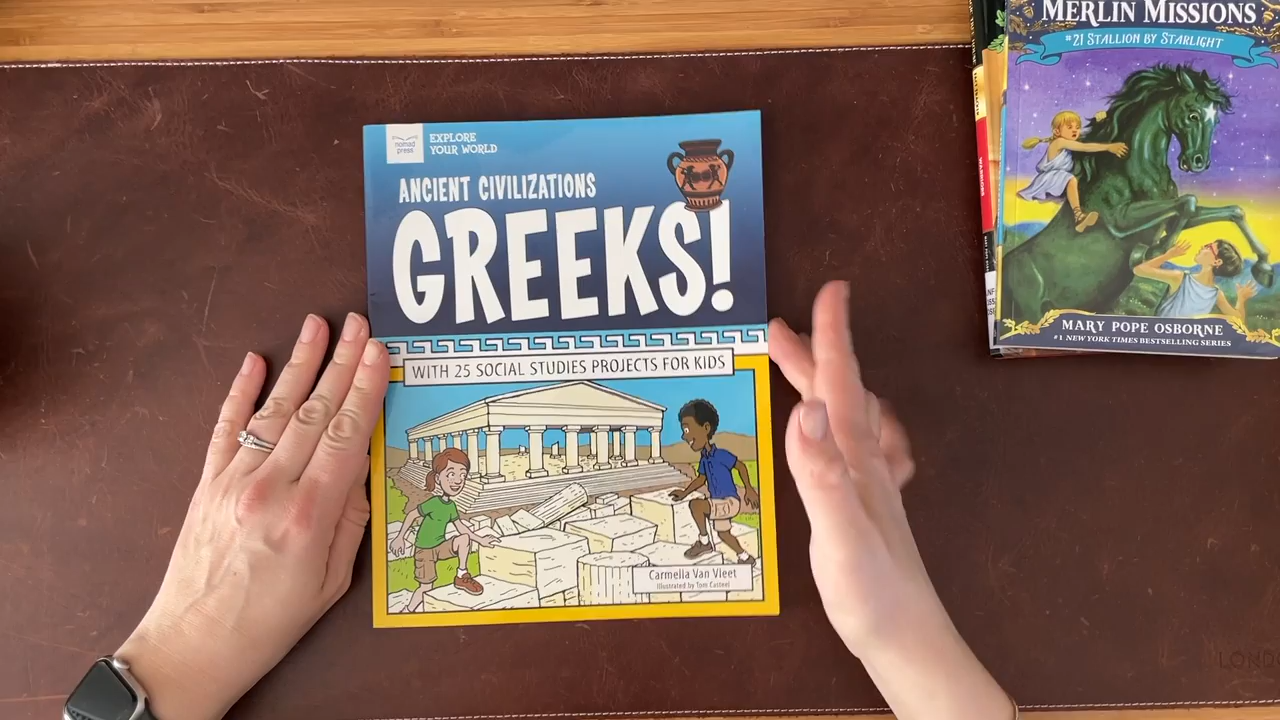 nomad
press
EXPLORE
YOUR WORLD
ANCIENT CIVILIZATIONS
GREEKS!
WITH 25 SOCIAL STUDIES PROJECTS FOR KIDS
Carmella Van Vleet
Illustrated by Tom Casteel
MERLIN MISSIONS
#21 STALLION BY STARLIGHT
MARY POPE OSBORNE
#1 NEW YORK TIMES BESTSELLING SERIES
LOND